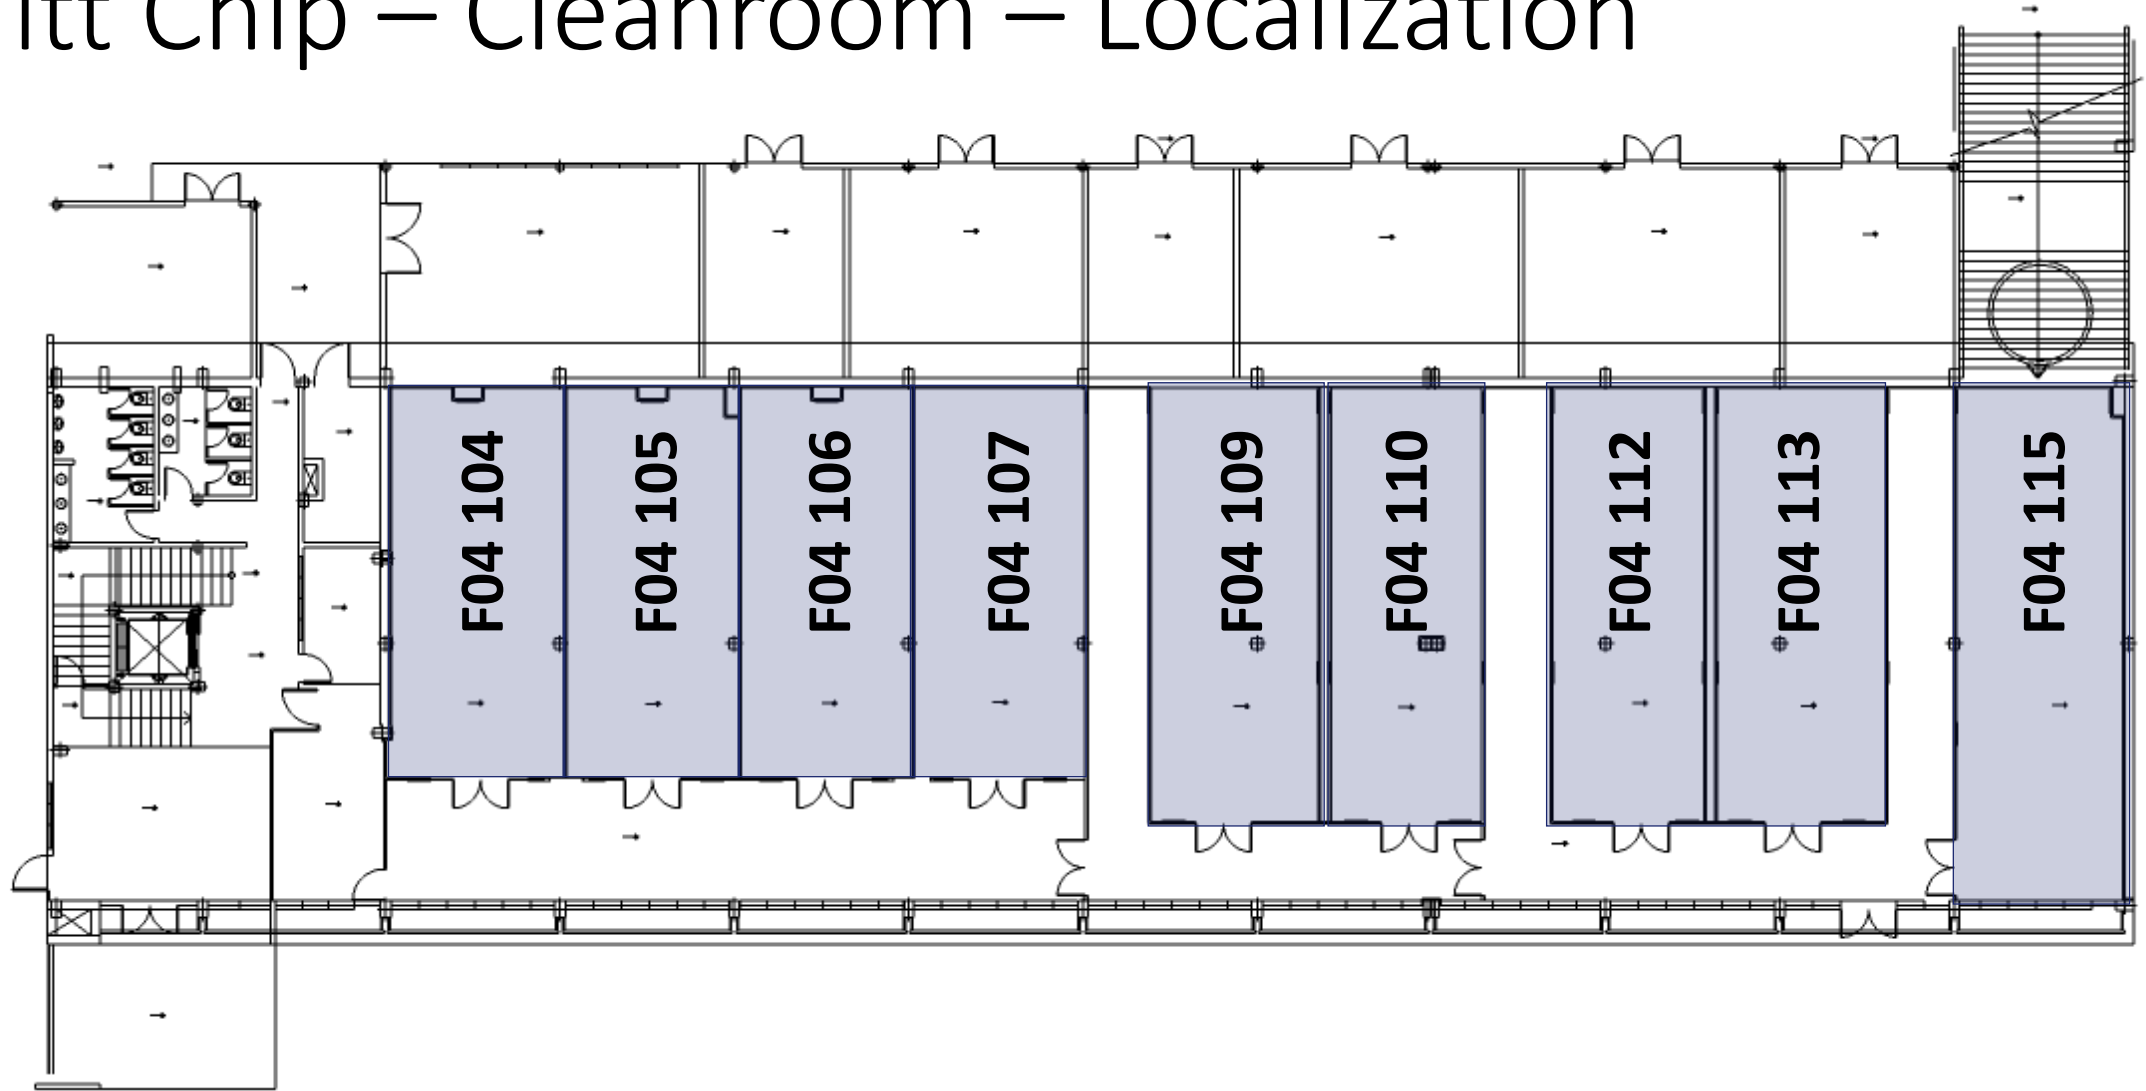 itt Chip – Cleanroom – Localization
F04 104
F04 105
F04 106
F04 107
F04 109
F04 110
F04 112
F04 113
F04 115